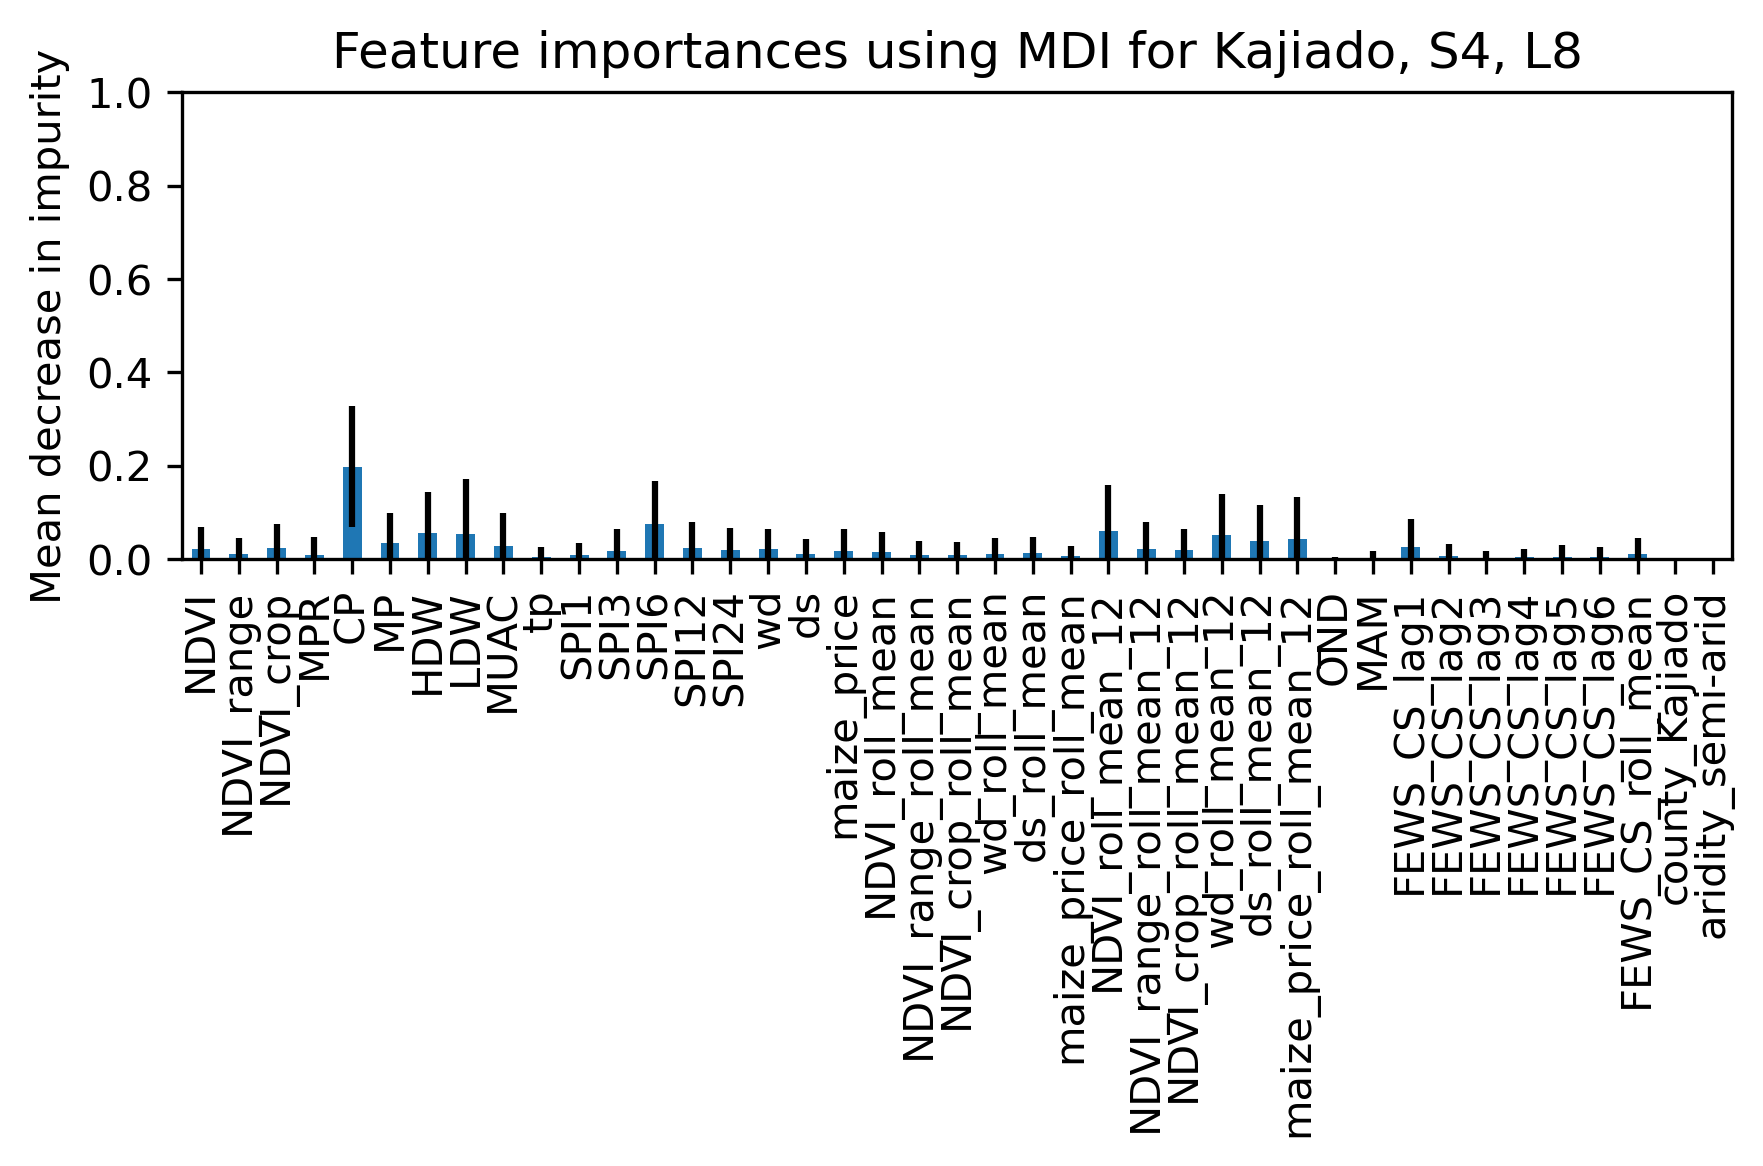 Feature importances using MDI for Kajiado, S4, L8
Mean decrease in impurity
1.0
0.8
0.6
0.4
0.2
0.0
NDVI
NDVI_range
NDVI_crop
MPR
CP
MP
HDW
LDW
MUAC
tp
SPI1
SPI3
SPI6
SPI12
SPI24
wd
ds
maize_price
NDVI_roll_mean
NDVI_range_roll_mean
NDVI_crop_roll_mean
wd_roll_mean
ds_roll_mean
maize_price_roll_mean
NDVI_roll_mean_12
NDVI_range_roll_mean_12
NDVI_crop_roll_mean_12
wd_roll_mean_12
ds_roll_mean_12
maize_price_roll_mean_12
OND
MAM
FEWS_CS_lag1
FEWS_CS_lag2
FEWS_CS_lag3
FEWS_CS_lag4
FEWS_CS_lag5
FEWS_CS_lag6
FEWS_CS_roll_mean
county_Kajiado
aridity_semi-arid